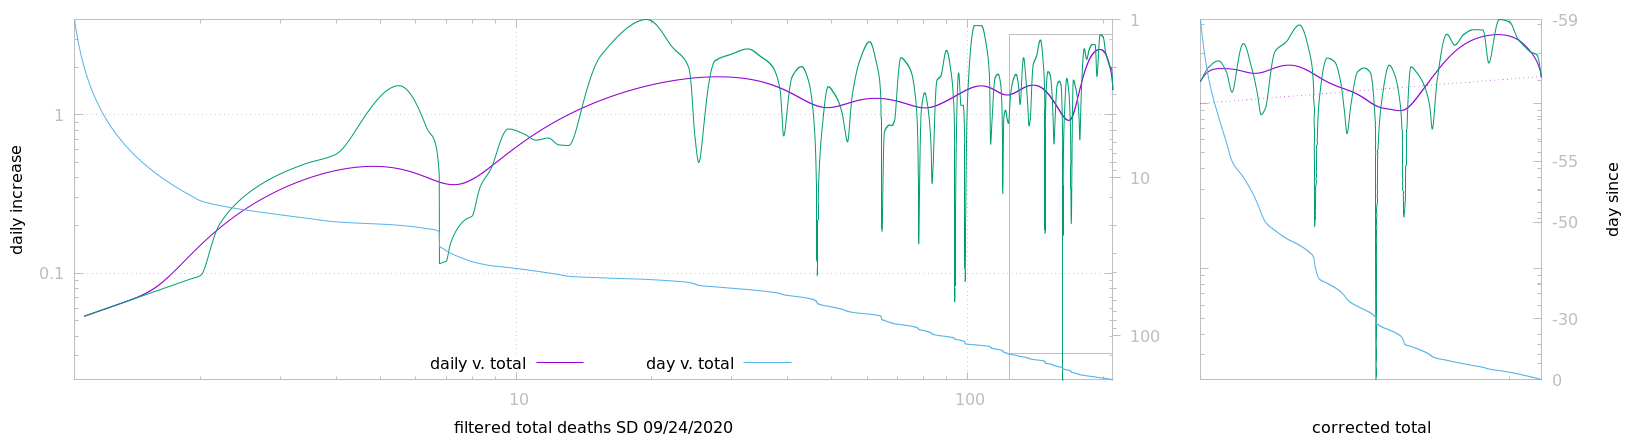 1 -59
1
daily increase
10
-55
-50
day since
0.1
-30
100
daily v. total day v. total
0
10 100
filtered total deaths SD 09/24/2020 corrected total